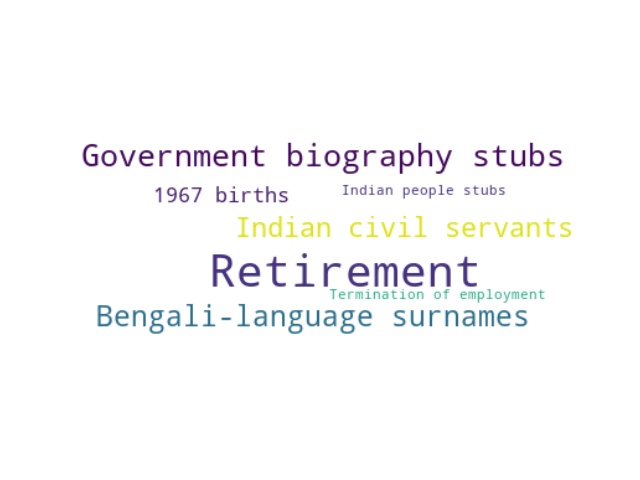 Government biography stubs
1967 births
Indian people stubs
Indian civil servants
Retirement
Termination of employment
Bengali-language surnames